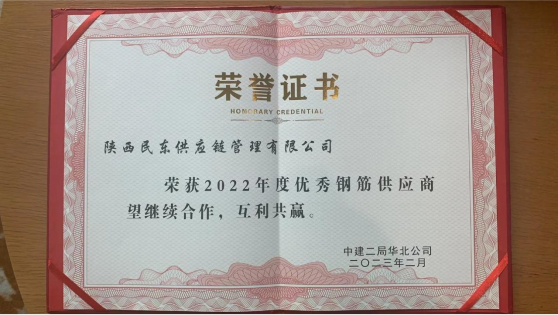 荣誉证书
HONORARY CREDENTIAL
陕西民东供应链管理有限公司
荣获2022年度优秀钢筋供应商
望继续合作，互利共赢。
中建二局华北公司
二〇二三年二月